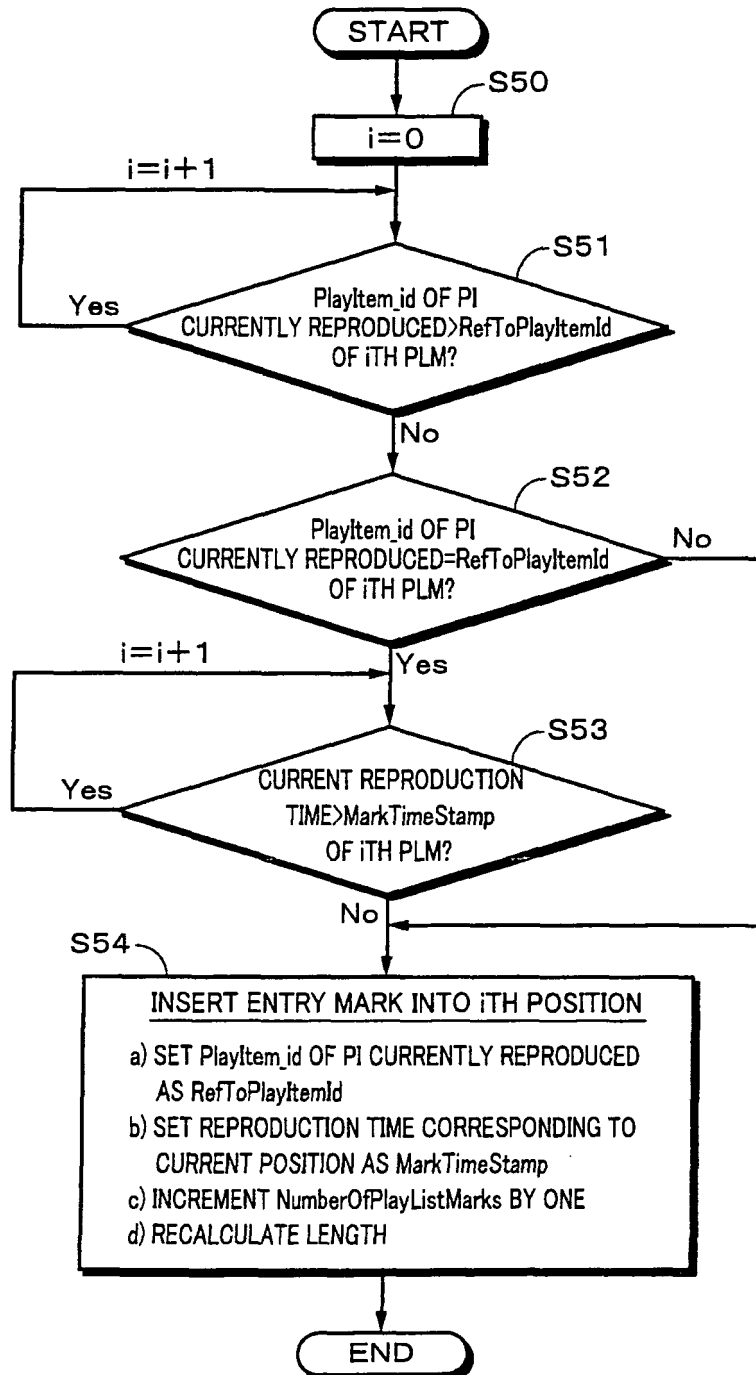 START
S50
i=0
i=i+1
S51
Yes
PlayItem_id OF PI
CURRENTLY REPRODUCED>RefToPlayItemId
OF iTH PLM?
No
S52
PlayItem_id OF PI
CURRENTLY REPRODUCED=RefToPlayItemId
OF iTH PLM?
No
i=i+1
Yes
S53
Yes
CURRENT REPRODUCTION
TIME>MarkTimeStamp
OF iTH PLM?
No
S54
INSERT ENTRY MARK INTO iTH POSITION
a) SET PlayItem_id OF PI CURRENTLY REPRODUCED
AS RefToPlayItemId
b) SET REPRODUCTION TIME CORRESPONDING TO
CURRENT POSITION AS MarkTimeStamp
c) INCREMENT NumberOfPlayListMarks BY ONE
d) RECALCULATE LENGTH
END